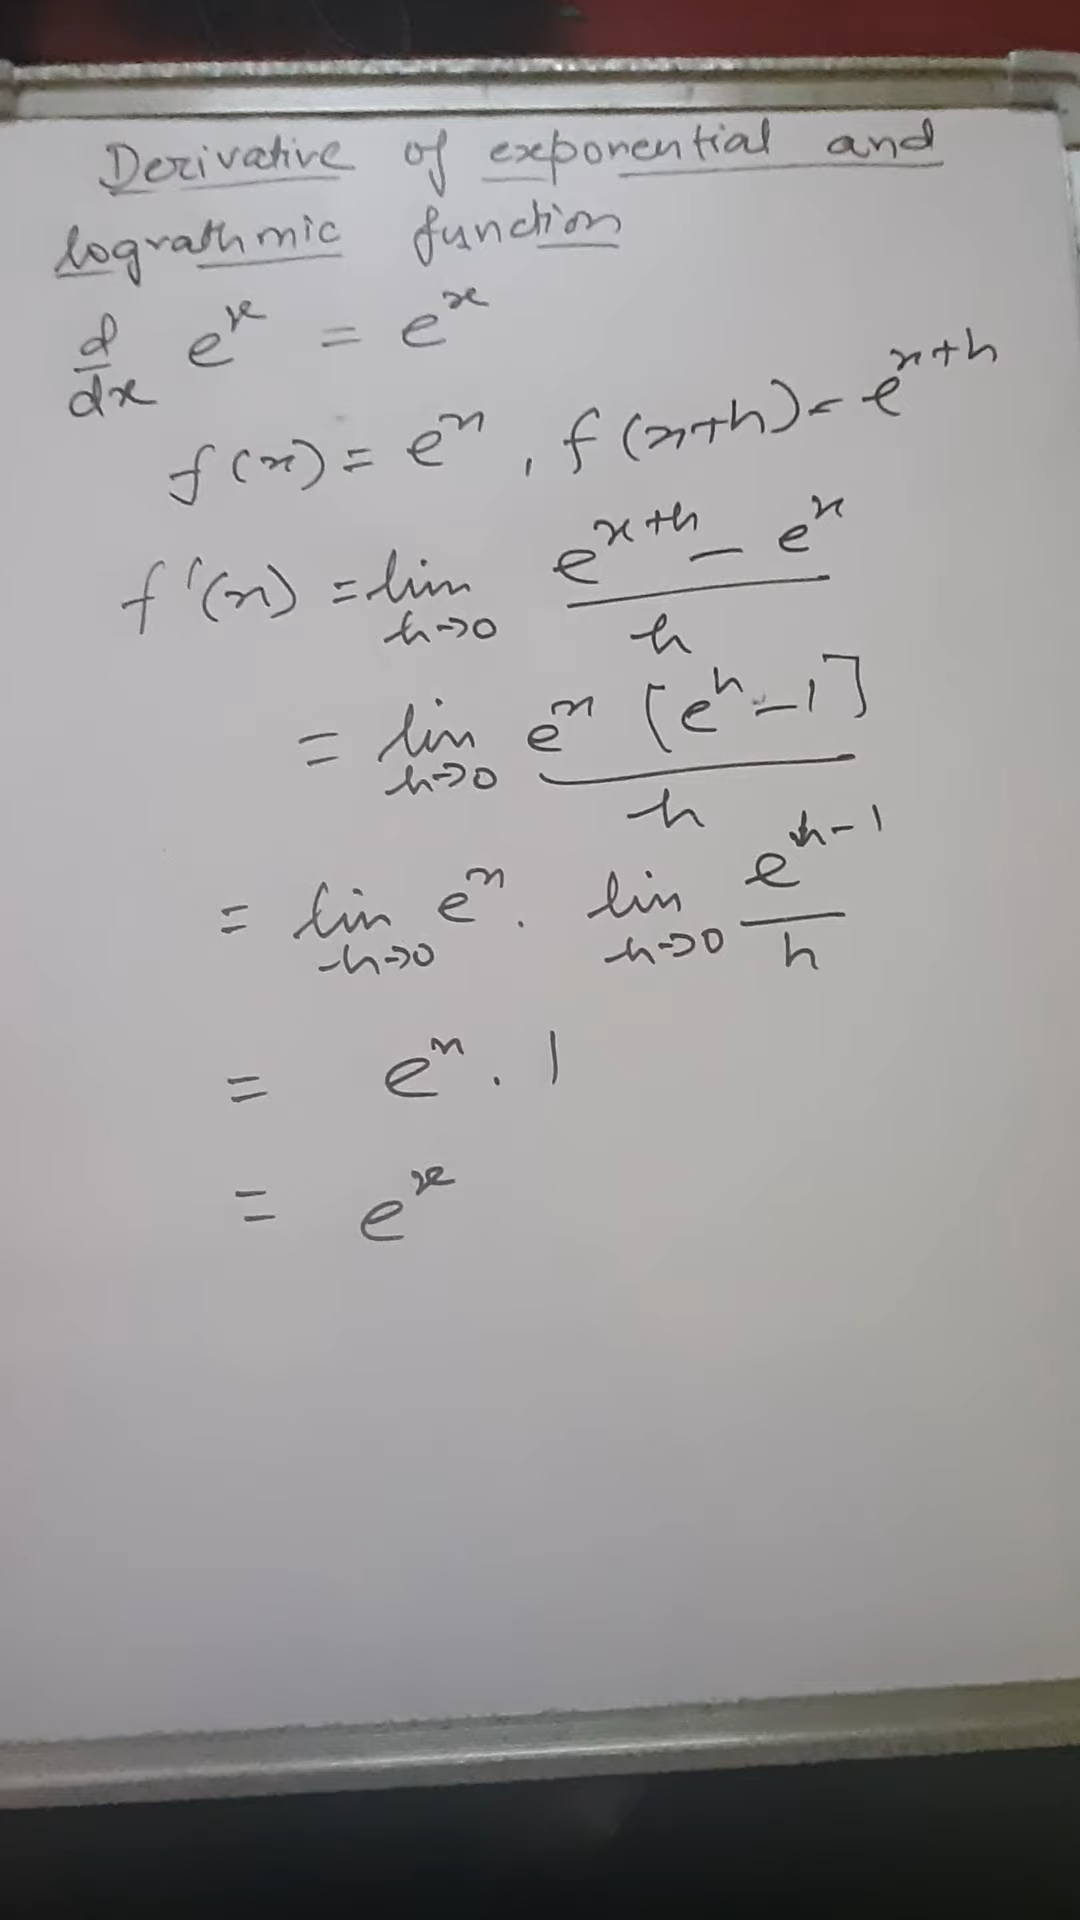 Derivative of exponential and
lograthmic function
d/dx e^x = e^x
f(x) = e^x, f(x+h) = e^(x+h)
f'(x) = lim h→0 (e^(x+h) - e^x)/h
= lim h→0 e^x [e^h - 1]/h
= lim h→0 e^x . lim h→0 (e^h - 1)/h
= e^x . 1
= e^x